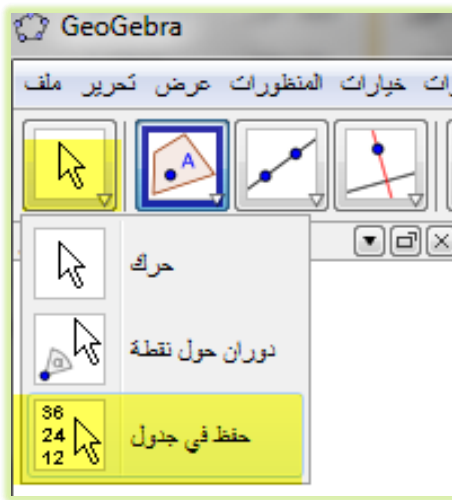 GeoGebra
ملف تحرير عرض المنظورات خيارات
A
حرك
دوران حول نقطة
α
36
24
12
حفظ في جدول